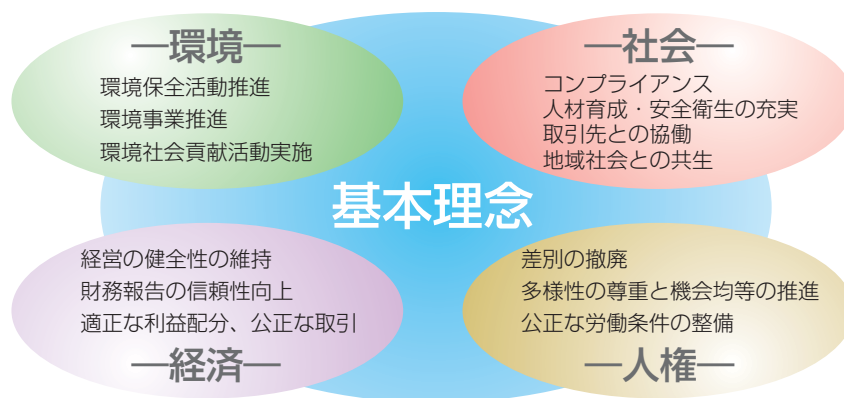 ―環境―
環境保全活動推進
環境事業推進
環境社会貢献活動実施
―社会―
コンプライアンス
人材育成・安全衛生の充実
取引先との協働
地域社会との共生
基本理念
経営の健全性の維持
財務報告の信頼性向上
適正な利益配分、公正な取引
―経済―
差別の撤廃
多様性の尊重と機会均等の推進
公正な労働条件の整備
―人権―